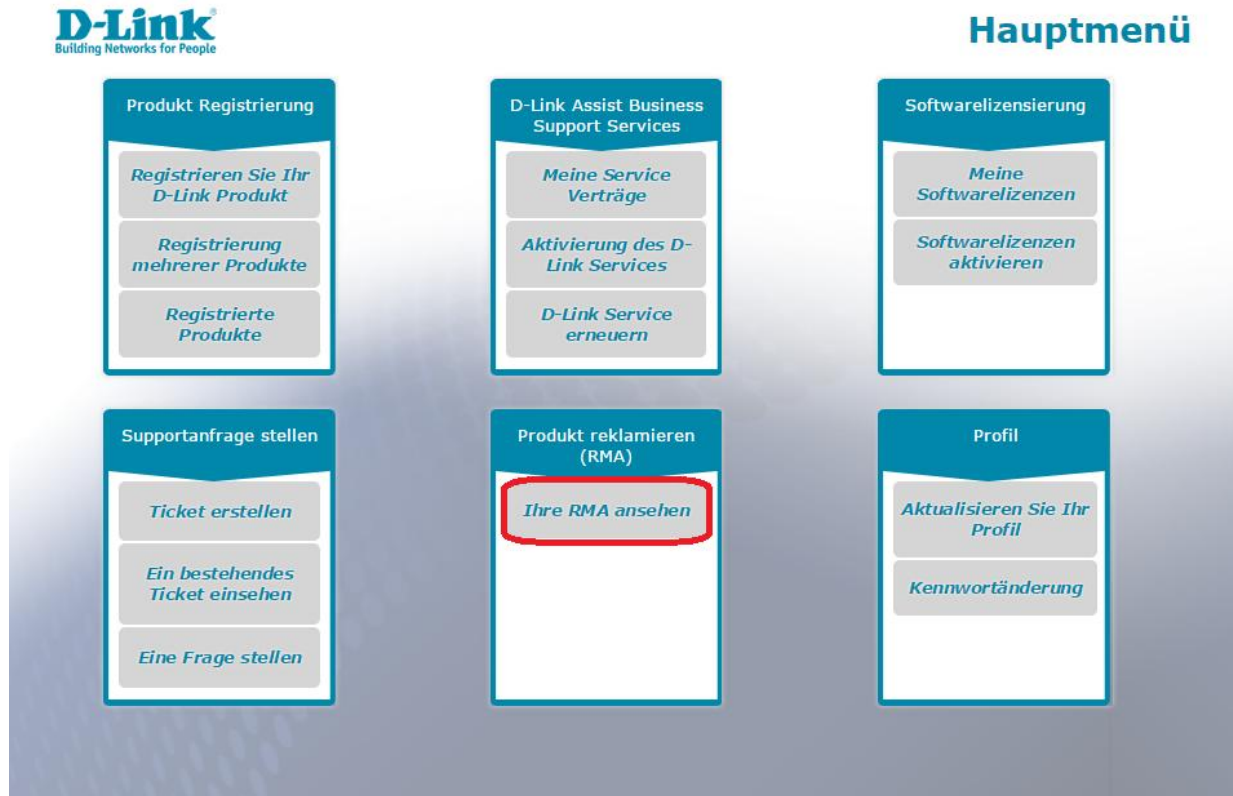 D-Link
Building Networks for People
Hauptmenü
Produkt Registrierung
Registrieren Sie Ihr
D-Link Produkt
Registrierung
mehrerer Produkte
Registrierte
Produkte
D-Link Assist Business
Support Services
Meine Service
Verträge
Aktivierung des D-
Link Services
D-Link Service
erneuern
Softwarelizensierung
Meine
Softwarelizenzen
Softwarelizenzen
aktivieren
Supportanfrage stellen
Ticket erstellen
Ein bestehendes
Ticket einsehen
Eine Frage stellen
Produkt reklamieren
(RMA)
Ihre RMA ansehen
Profil
Aktualisieren Sie Ihr
Profil
Kennwortänderung